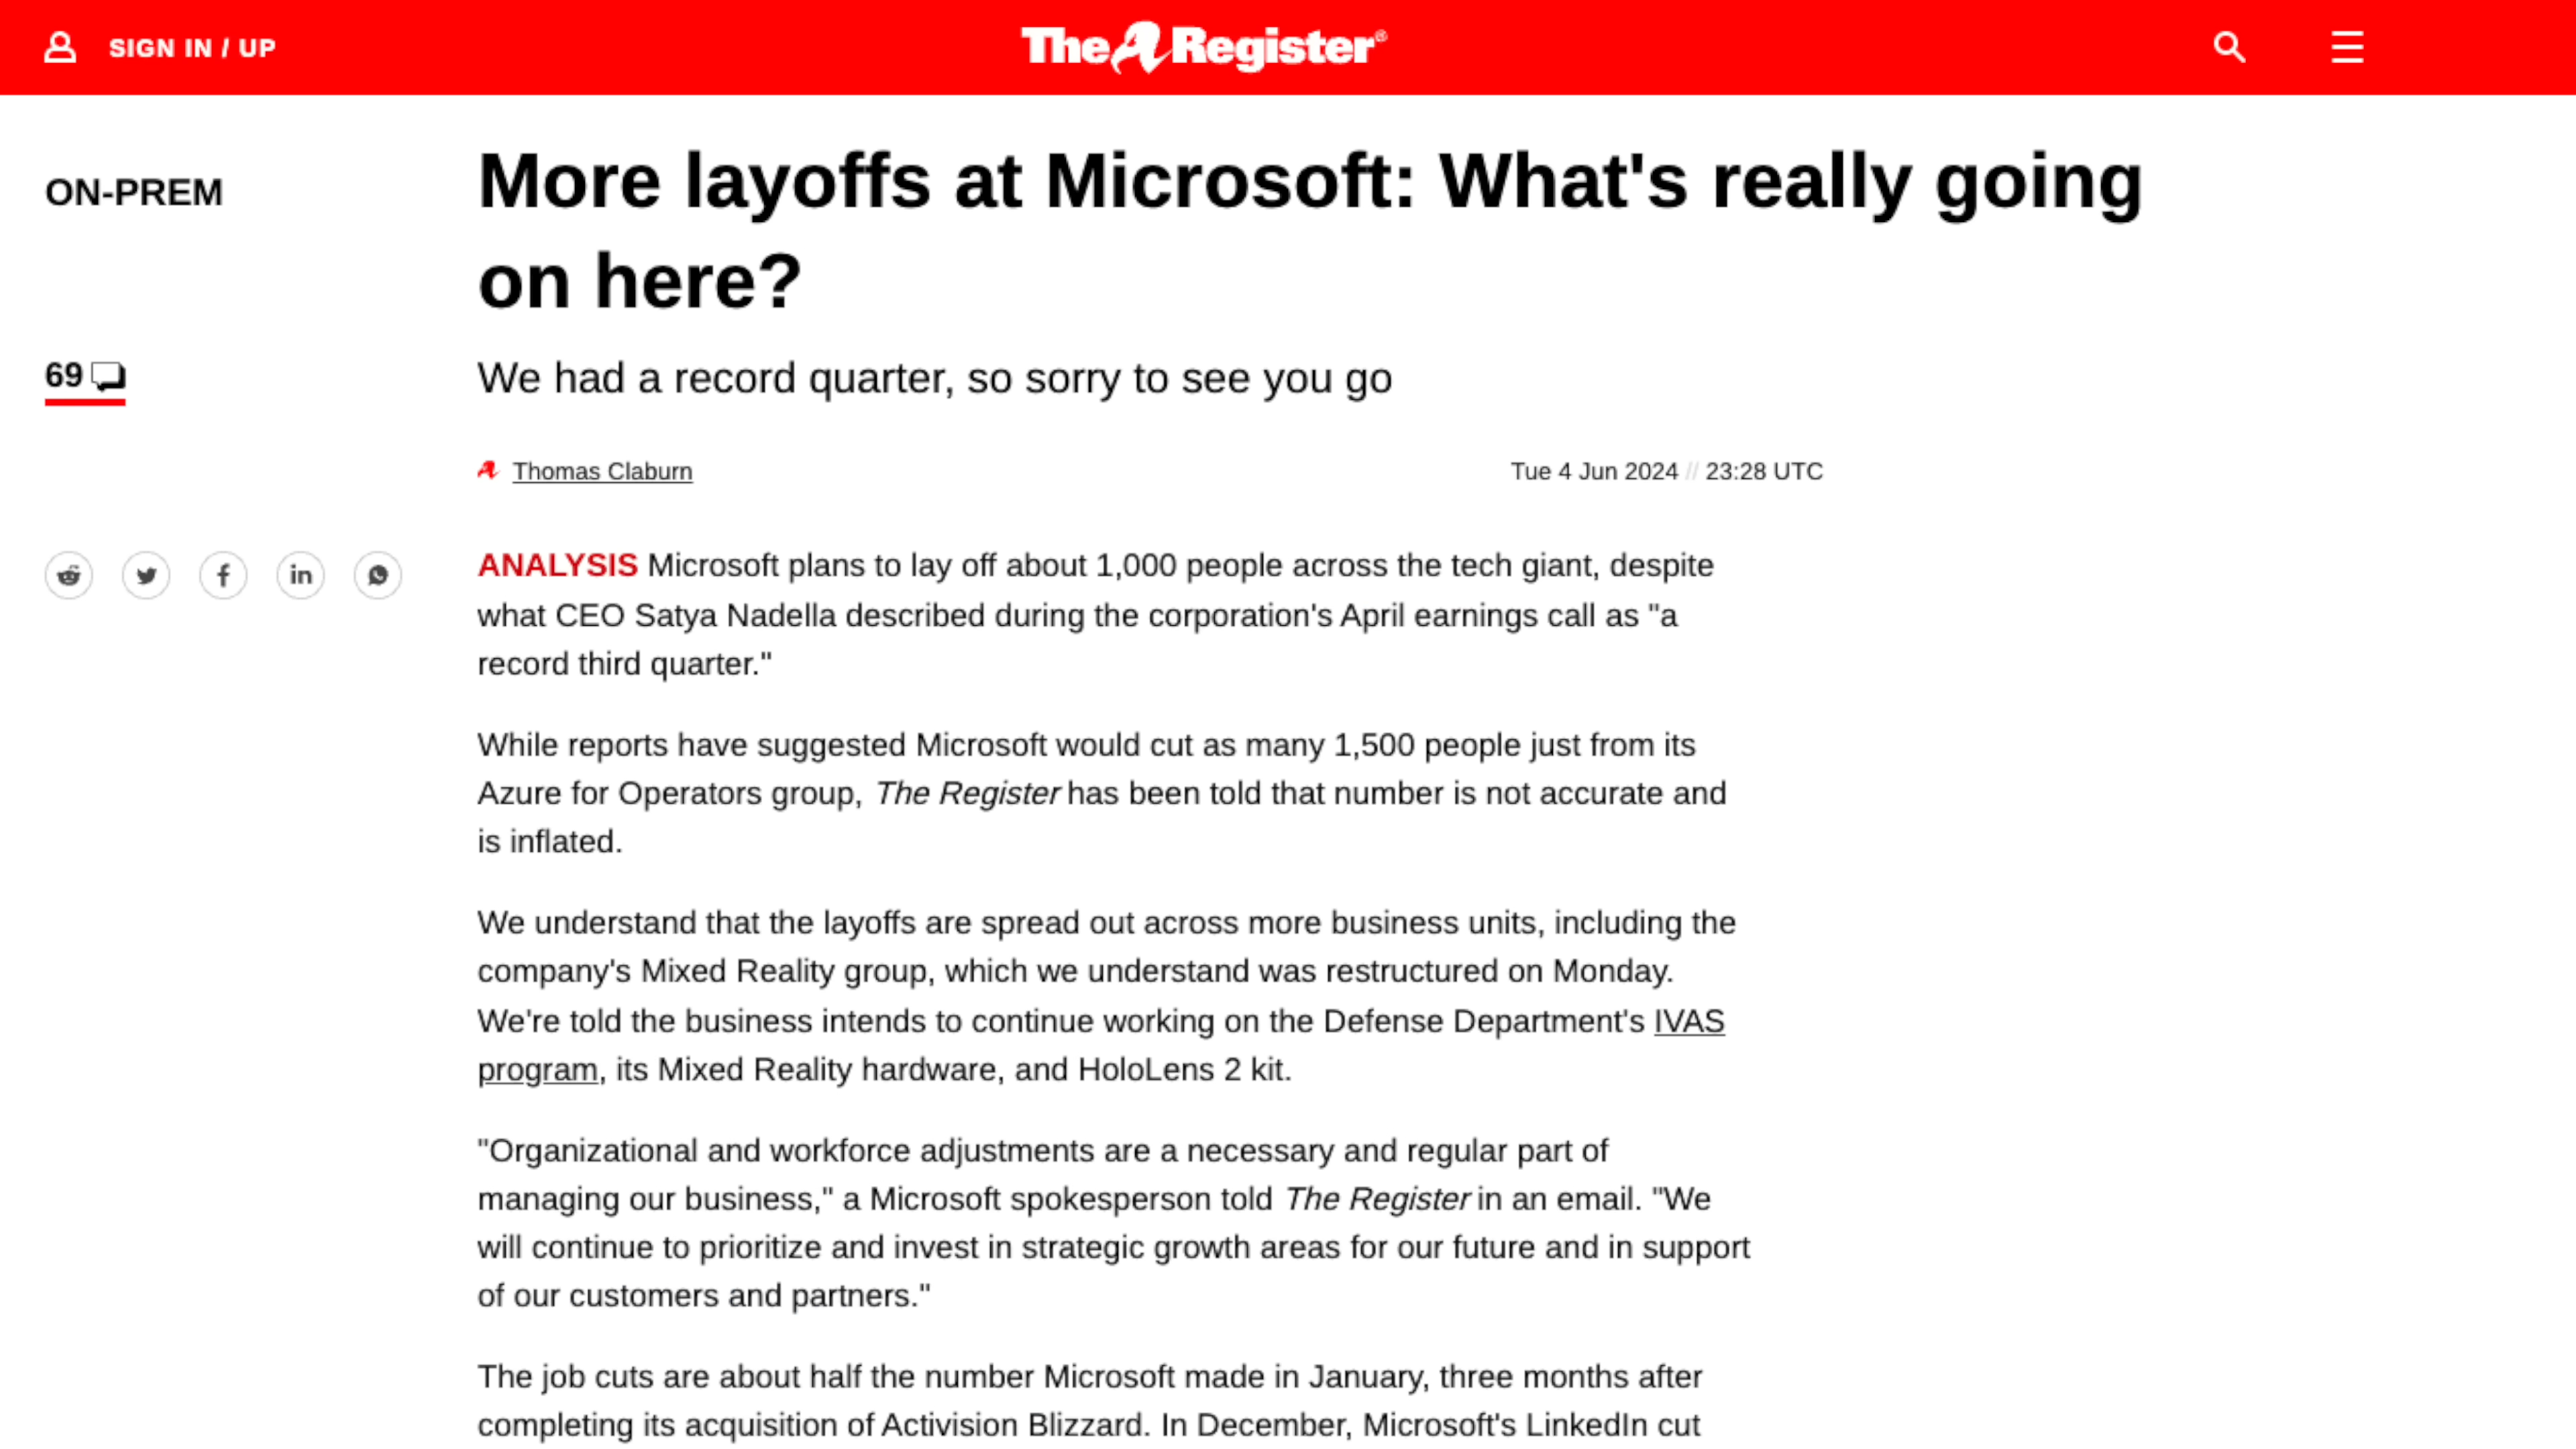 SIGN IN / UP
The Register®
ON-PREM
More layoffs at Microsoft: What's really going
on here?
69
We had a record quarter, so sorry to see you go
Thomas Claburn
Tue 4 Jun 2024 // 23:28 UTC
ANALYSIS Microsoft plans to lay off about 1,000 people across the tech giant, despite
what CEO Satya Nadella described during the corporation's April earnings call as "a
record third quarter."
While reports have suggested Microsoft would cut as many 1,500 people just from its
Azure for Operators group, The Register has been told that number is not accurate and
is inflated.
We understand that the layoffs are spread out across more business units, including the
company's Mixed Reality group, which we understand was restructured on Monday.
We're told the business intends to continue working on the Defense Department's IVAS
program, its Mixed Reality hardware, and HoloLens 2 kit.
"Organizational and workforce adjustments are a necessary and regular part of
managing our business," a Microsoft spokesperson told The Register in an email. "We
will continue to prioritize and invest in strategic growth areas for our future and in support
of our customers and partners."
The job cuts are about half the number Microsoft made in January, three months after
completing its acquisition of Activision Blizzard. In December, Microsoft's LinkedIn cut